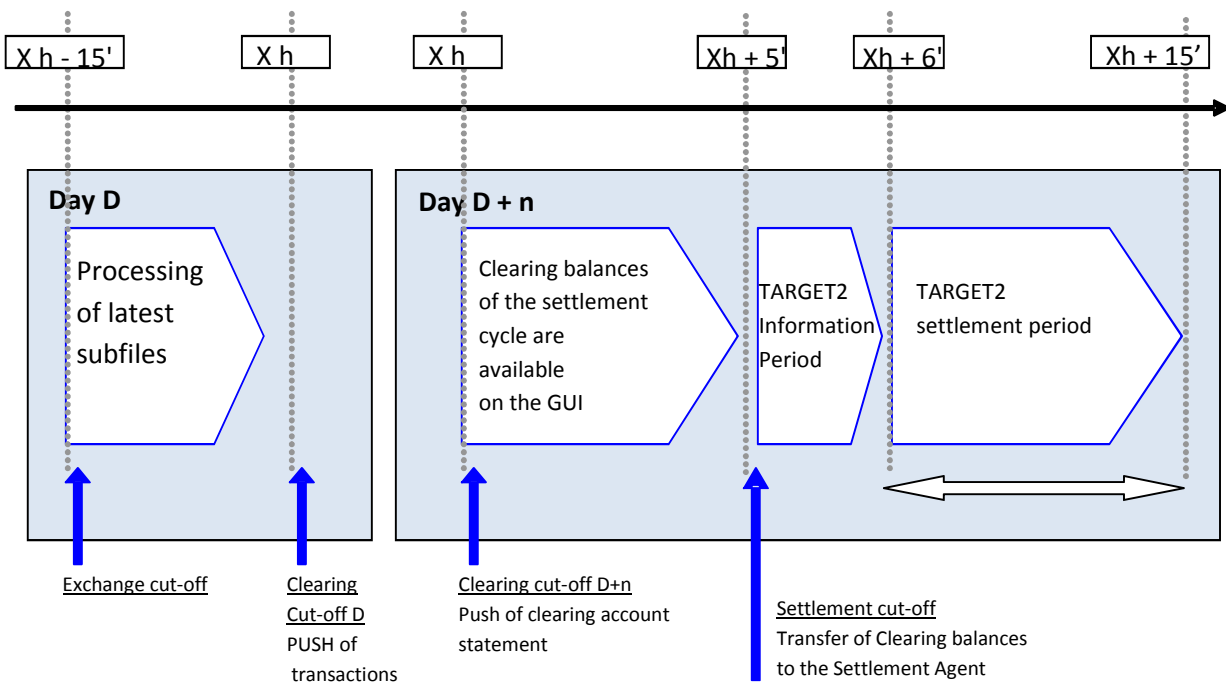 X h - 15'
X h
X h
Xh + 5'
Xh + 6'
Xh + 15’
Day D
Processing
of latest
subfiles
Day D + n
Clearing balances
of the settlement
cycle are
available
on the GUI
TARGET2
Information
Period
TARGET2
settlement period
Exchange cut-off
Clearing
Cut-off D
PUSH of
transactions
Clearing cut-off D+n
Push of clearing account
statement
Settlement cut-off
Transfer of Clearing balances
to the Settlement Agent